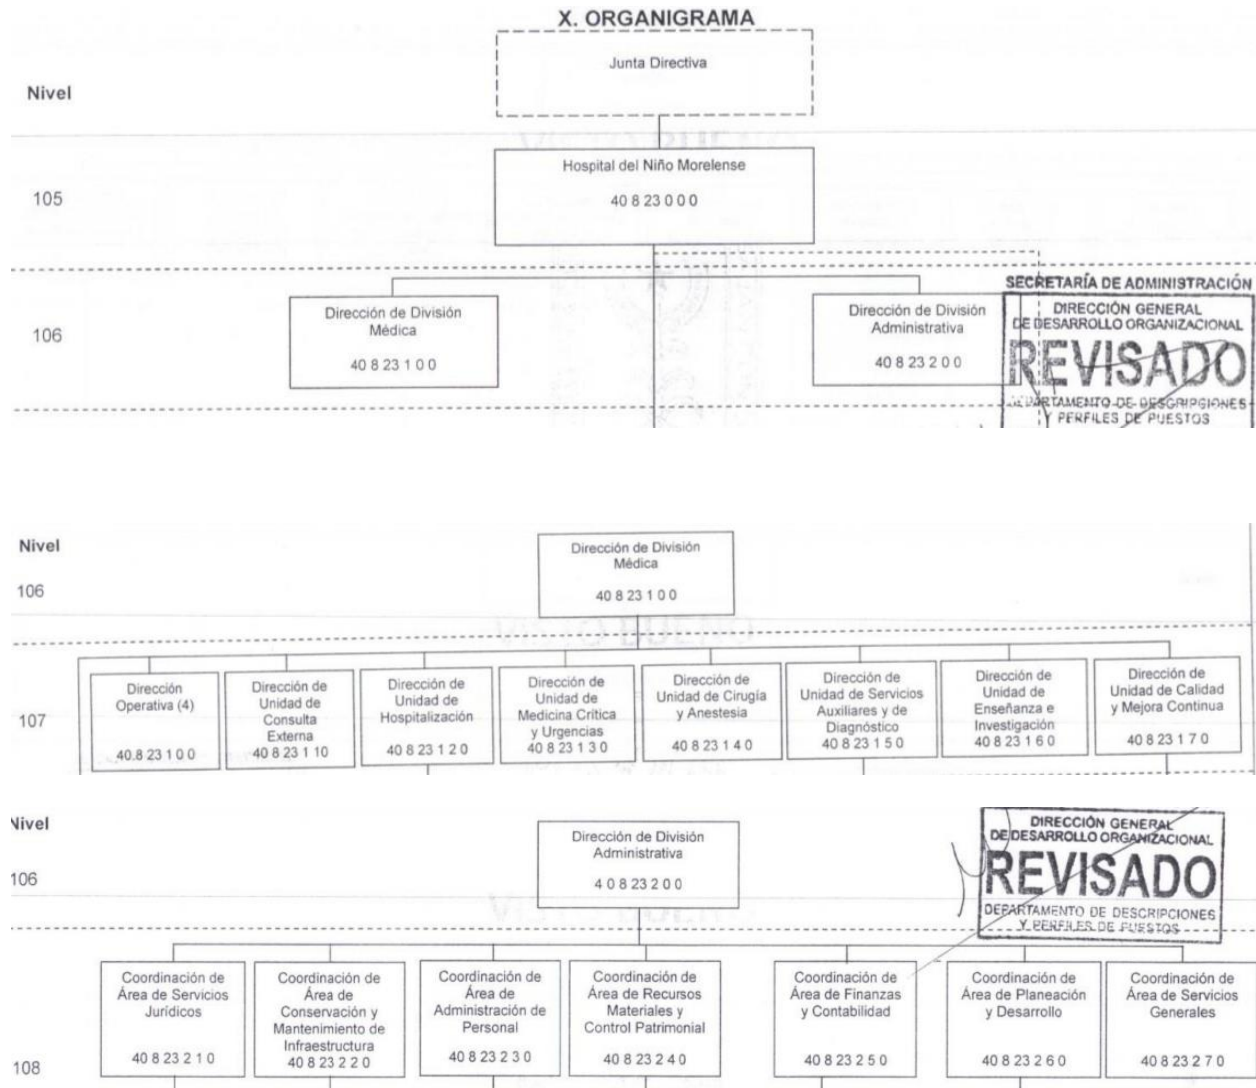 X. ORGANIGRAMA
Junta Directiva
Nivel
Hospital del Niño Morelense
40 8 23 0 0 0
105
SECRETARÍA DE ADMINISTRACIÓN
DIRECCIÓN GENERAL
DE DESARROLLO ORGANIZACIONAL
REVISADO
DEPARTAMENTO DE DESCRIPCIONES
Y PERFILES DE PUESTOS
106
Dirección de División
Médica
40 8 23 1 0 0
Dirección de División
Administrativa
40 8 23 2 0 0
Nivel
106
Dirección de División
Médica
40 8 23 1 0 0
VISTO BUENO
107
Dirección
Operativa (4)
40.8 23 1 0 0
Dirección de
Unidad de
Consulta
Externa
40 8 23 1 10
Dirección de
Unidad de
Hospitalización
40 8 23 1 2 0
Dirección de
Unidad de
Medicina Crítica
y Urgencias
40 8 23 1 3 0
Dirección de
Unidad de Cirugía
y Anestesia
40 8 23 1 4 0
Dirección de
Unidad de Servicios
Auxiliares y de
Diagnóstico
40 8 23 1 5 0
Dirección de
Unidad de
Enseñanza e
Investigación
40 8 23 1 6 0
Dirección de
Unidad de Calidad
y Mejora Continua
40 8 23 1 7 0
Nivel
106
Dirección de División
Administrativa
4 0 8 23 2 0 0
DIRECCIÓN GENERAL
DE DESARROLLO ORGANIZACIONAL
REVISADO
DEPARTAMENTO DE DESCRIPCIONES
Y PERFILES DE PUESTOS
108
Coordinación de
Área de Servicios
Jurídicos
40 8 23 2 1 0
Coordinación de
Área de
Conservación y
Mantenimiento de
Infraestructura
40 8 23 2 2 0
Coordinación de
Área de
Administración de
Personal
40 8 23 2 3 0
Coordinación de
Área de Recursos
Materiales y
Control Patrimonial
40 8 23 2 4 0
Coordinación de
Área de Finanzas
y Contabilidad
40 8 23 2 5 0
Coordinación de
Área de Planeación
y Desarrollo
40 8 23 2 6 0
Coordinación de
Área de Servicios
Generales
40 8 23 2 7 0